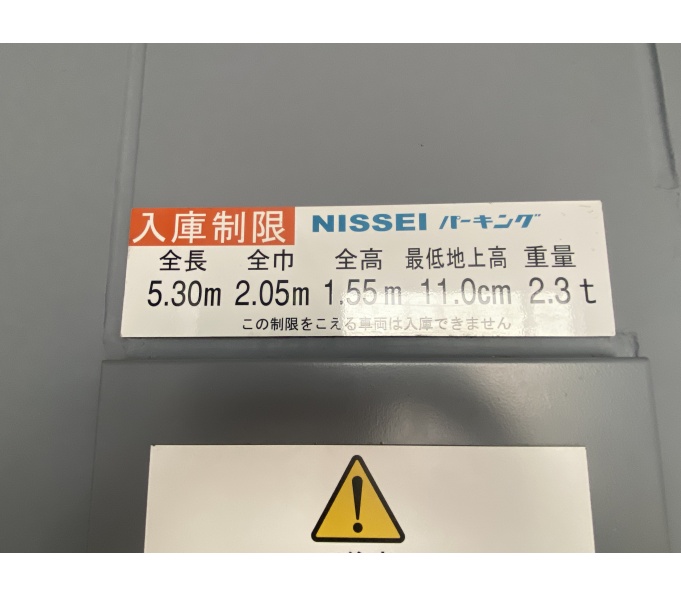 入庫制限 NISSEI パーキング
全長 全巾 全高 最低地上高 重量
5.30m 2.05m 1.55m 11.0cm 2.3t
この制限をこえる車両は入庫できません